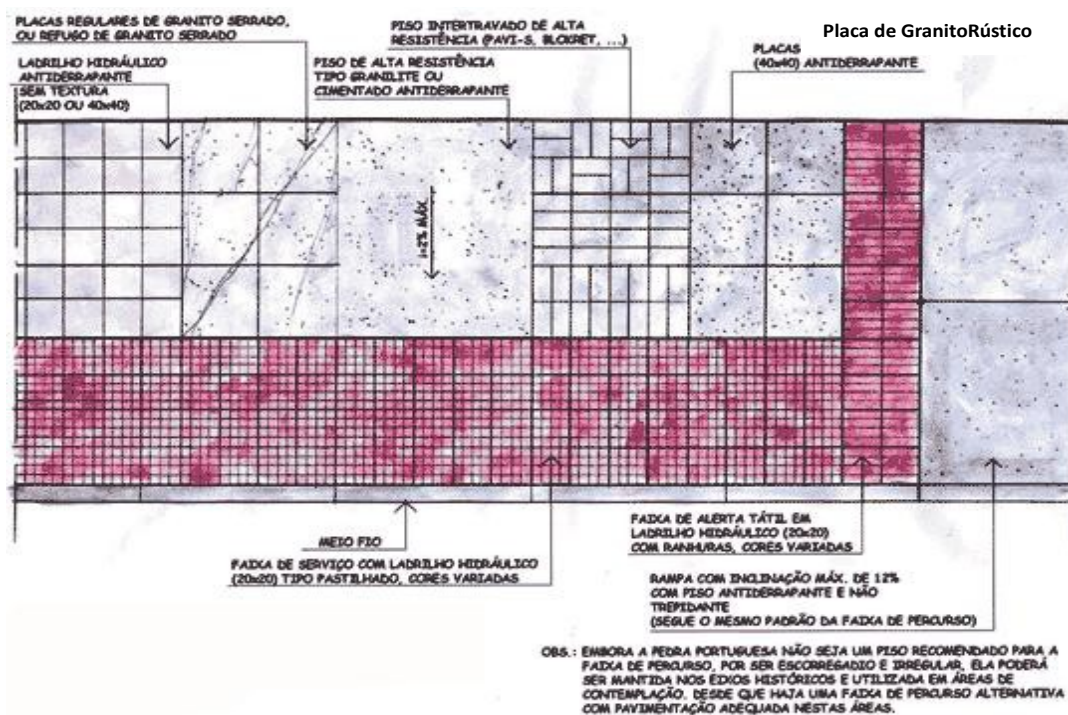 PLACAS REGULARES DE GRANITO SERRADO,
OU REFUGO DE GRANITO SERRADO
LADRILHO HIDRÁULICO
ANTIDERRAPANTE
SEM TEXTURA
(20x20 OU 40x40)
PISO DE ALTA RESISTÊNCIA
TIPO GRANILITE OU
CIMENTADO ANTIDERRAPANTE
PISO INTERTRAVADO DE ALTA
RESISTÊNCIA (PAVI-S, BLOKRET, ...)
Placa de GranitoRústico
PLACAS
(40x40) ANTIDERRAPANTE
i=2% MÁX.
MEIO FIO
FAIXA DE SERVIÇO COM LADRILHO HIDRÁULICO
(20x20) TIPO PASTILHADO, CORES VARIADAS
FAIXA DE ALERTA TÁTIL EM
LADRILHO HIDRÁULICO (20x20)
COM RANHURAS, CORES VARIADAS
RAMPA COM INCLINAÇÃO MÁX. DE 12%
COM PISO ANTIDERRAPANTE E NÃO
TREPIDANTE
(SEGUE O MESMO PADRÃO DA FAIXA DE PERCURSO)
OBS.: EMBORA A PEDRA PORTUGUESA NÃO SEJA UM PISO RECOMENDADO PARA A
FAIXA DE PERCURSO, POR SER ESCORREGADIO E IRREGULAR, ELA PODERÁ
SER MANTIDA NOS EIXOS HISTÓRICOS E UTILIZADA EM ÁREAS DE
CONTEMPLAÇÃO, DESDE QUE HAJA UMA FAIXA DE PERCURSO ALTERNATIVA
COM PAVIMENTAÇÃO ADEQUADA NESTAS ÁREAS.